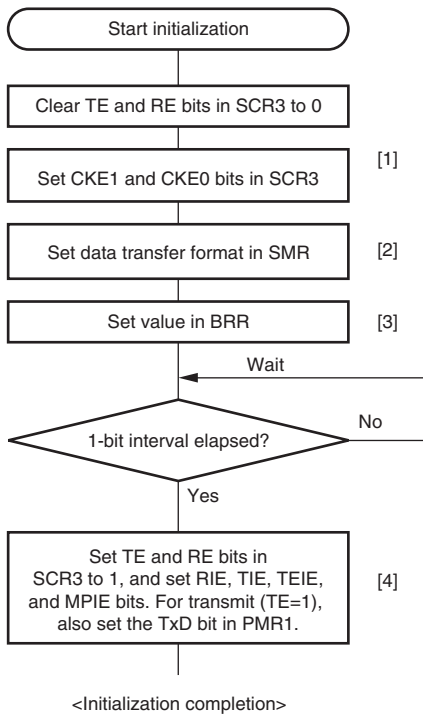 Start initialization
Clear TE and RE bits in SCR3 to 0
[1]
Set CKE1 and CKE0 bits in SCR3
Set data transfer format in SMR
[2]
Set value in BRR
[3]
Wait
1-bit interval elapsed?
No
Yes
Set TE and RE bits in
SCR3 to 1, and set RIE, TIE, TEIE,
and MPIE bits. For transmit (TE=1),
also set the TxD bit in PMR1.
[4]
<Initialization completion>